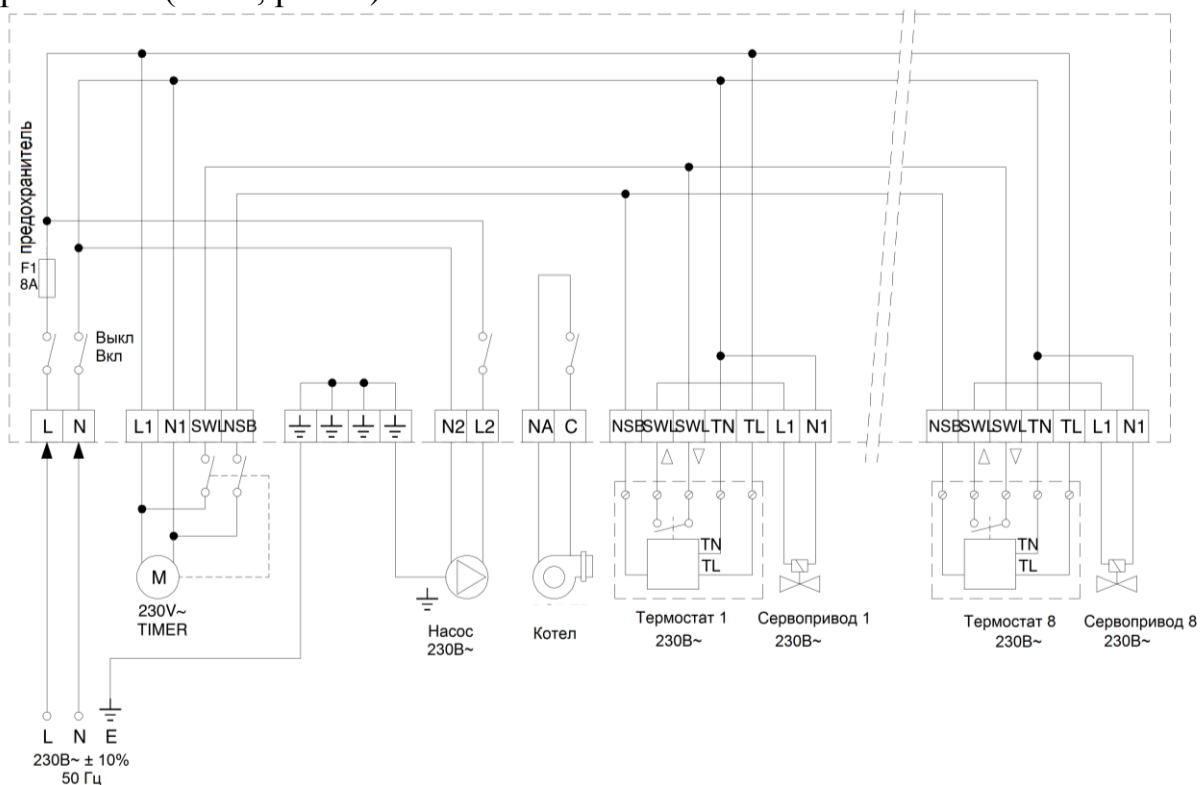 предохранитель
F1
8A
Выкл
Вкл
L N L1 N1 SWL NSB N2 L2 NA C NSB SWL SWL TN TL L1 N1 NSB SWL SWL TN TL L1 N1
M
230V~
TIMER
Насос
230В~
Котел
TN
TL
Термостат 1
230В~
Сервопривод 1
230В~
TN
TL
Термостат 8
230В~
Сервопривод 8
230В~
L N E
230В~ ± 10%
50 Гц